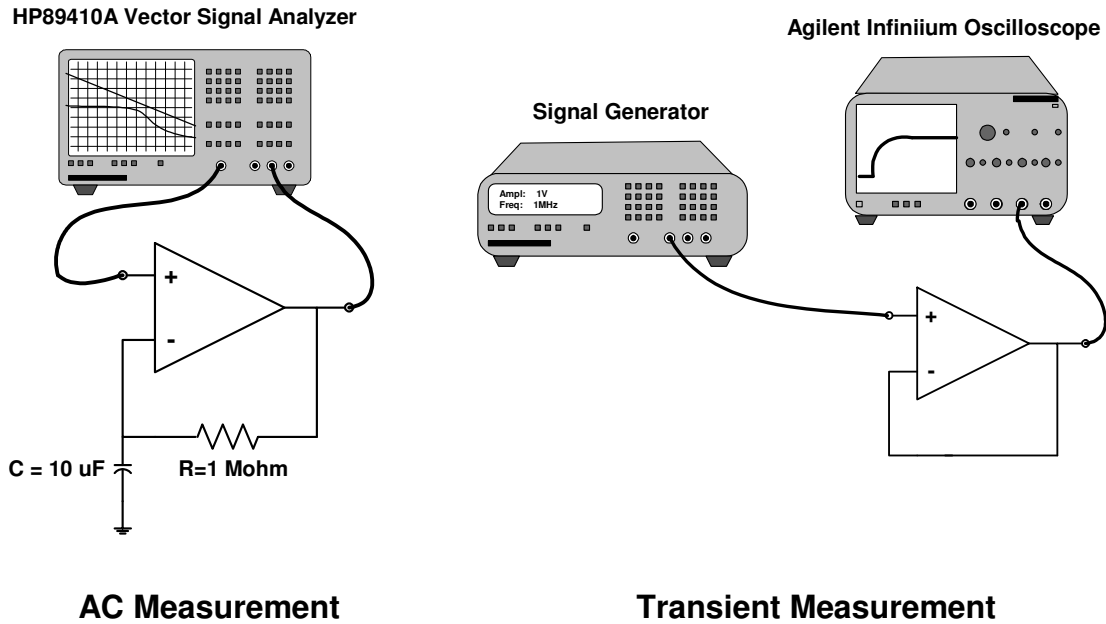 HP89410A Vector Signal Analyzer
Agilent Infiniium Oscilloscope
Signal Generator
Ampl: 1V
Freq: 1MHz
+
-
+
-
C = 10 uF
R=1 Mohm
AC Measurement
Transient Measurement